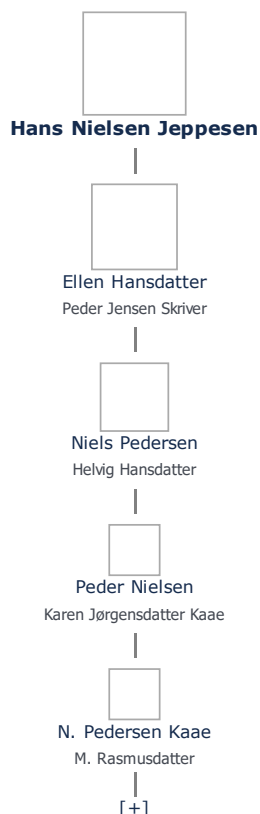 Hans Nielsen Jeppesen
Ellen Hansdatter
Peder Jensen Skriver
Niels Pedersen
Helvig Hansdatter
Peder Nielsen
Karen Jørgensdatter Kaae
N. Pedersen Kaae
M. Rasmusdatter
[+]